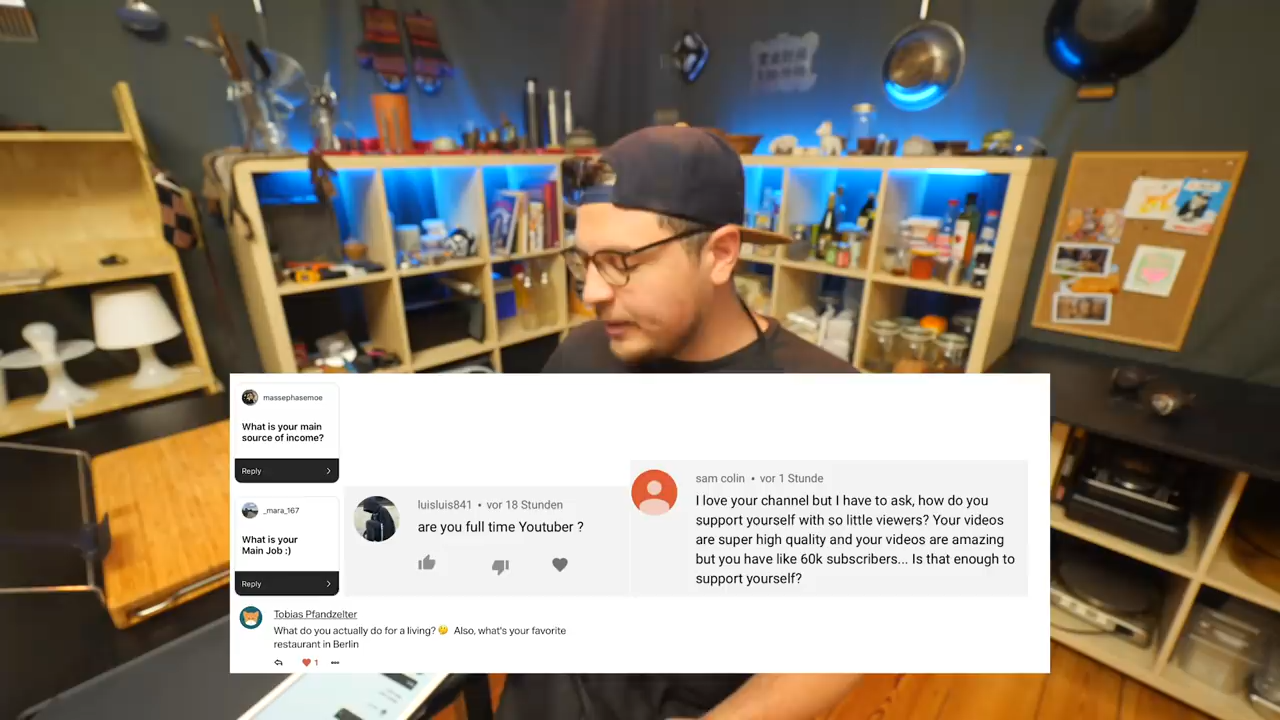 massephasemoe
What is your main
source of income?
Reply
_mara_167
What is your
Main Job :)
Reply
luisluis841 • vor 18 Stunden
are you full time Youtuber ?
sam colin • vor 1 Stunde
I love your channel but I have to ask, how do you
support yourself with so little viewers? Your videos
are super high quality and your videos are amazing
but you have like 60k subscribers... Is that enough to
support yourself?
Tobias Pfandzelter
What do you actually do for a living? 🤔 Also, what's your favorite
restaurant in Berlin
1